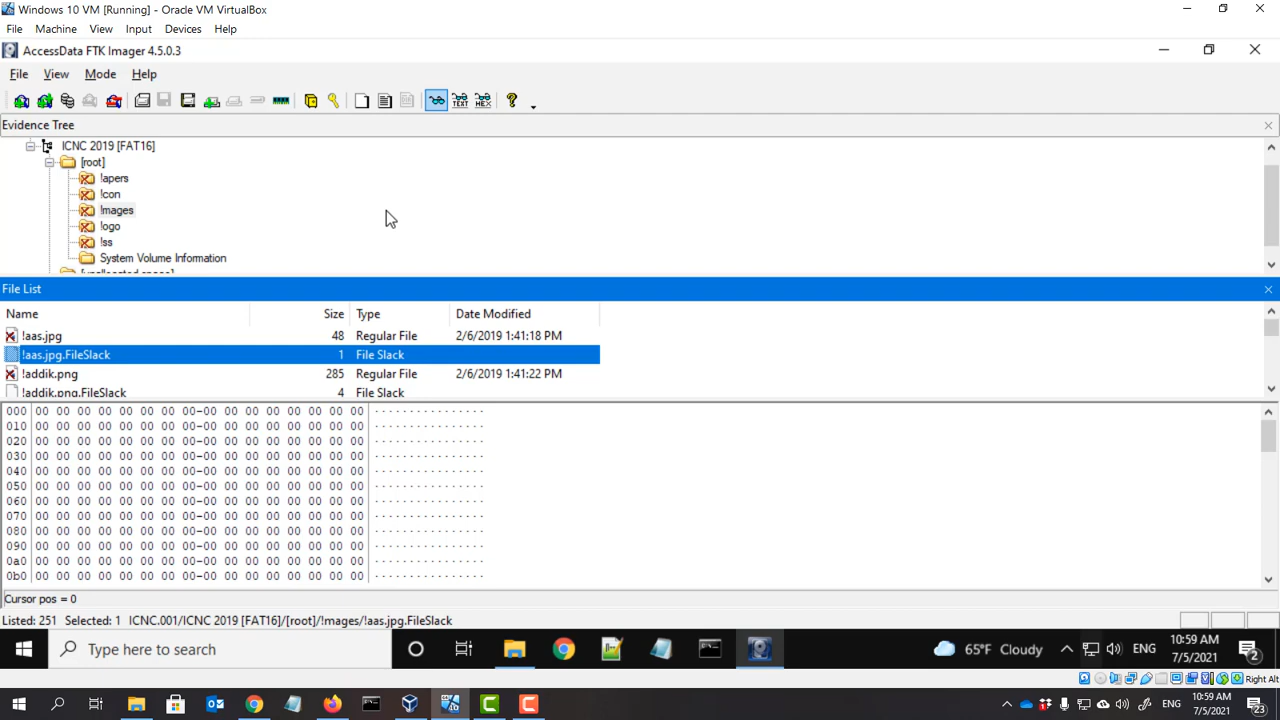 Windows 10 VM [Running] - Oracle VM VirtualBox
File Machine View Input Devices Help
AccessData FTK Imager 4.5.0.3
File View Mode Help
TEXT HEX ?
Evidence Tree
ICNC 2019 [FAT16]
[root]
!apers
!con
!mages
!ogo
!ss
System Volume Information
[unallocated space]
File List
Name Size Type Date Modified
!aas.jpg 48 Regular File 2/6/2019 1:41:18 PM
!aas.jpg.FileSlack 1 File Slack
!addik.png 285 Regular File 2/6/2019 1:41:22 PM
!addik.png.FileSlack 4 File Slack
000 00 00 00 00 00 00 00 00-00 00 00 00 00 00 00 00 ················
010 00 00 00 00 00 00 00 00-00 00 00 00 00 00 00 00 ················
020 00 00 00 00 00 00 00 00-00 00 00 00 00 00 00 00 ················
030 00 00 00 00 00 00 00 00-00 00 00 00 00 00 00 00 ················
040 00 00 00 00 00 00 00 00-00 00 00 00 00 00 00 00 ················
050 00 00 00 00 00 00 00 00-00 00 00 00 00 00 00 00 ················
060 00 00 00 00 00 00 00 00-00 00 00 00 00 00 00 00 ················
070 00 00 00 00 00 00 00 00-00 00 00 00 00 00 00 00 ················
080 00 00 00 00 00 00 00 00-00 00 00 00 00 00 00 00 ················
090 00 00 00 00 00 00 00 00-00 00 00 00 00 00 00 00 ················
0a0 00 00 00 00 00 00 00 00-00 00 00 00 00 00 00 00 ················
0b0 00 00 00 00 00 00 00 00-00 00 00 00 00 00 00 00 ················
Cursor pos = 0
Listed: 251 Selected: 1 ICNC.001/ICNC 2019 [FAT16]/[root]/!mages/!aas.jpg.FileSlack
Type here to search 65°F Cloudy ENG 10:59 AM 7/5/2021 2
Right Alt
ENG 10:59 AM 7/5/2021 23